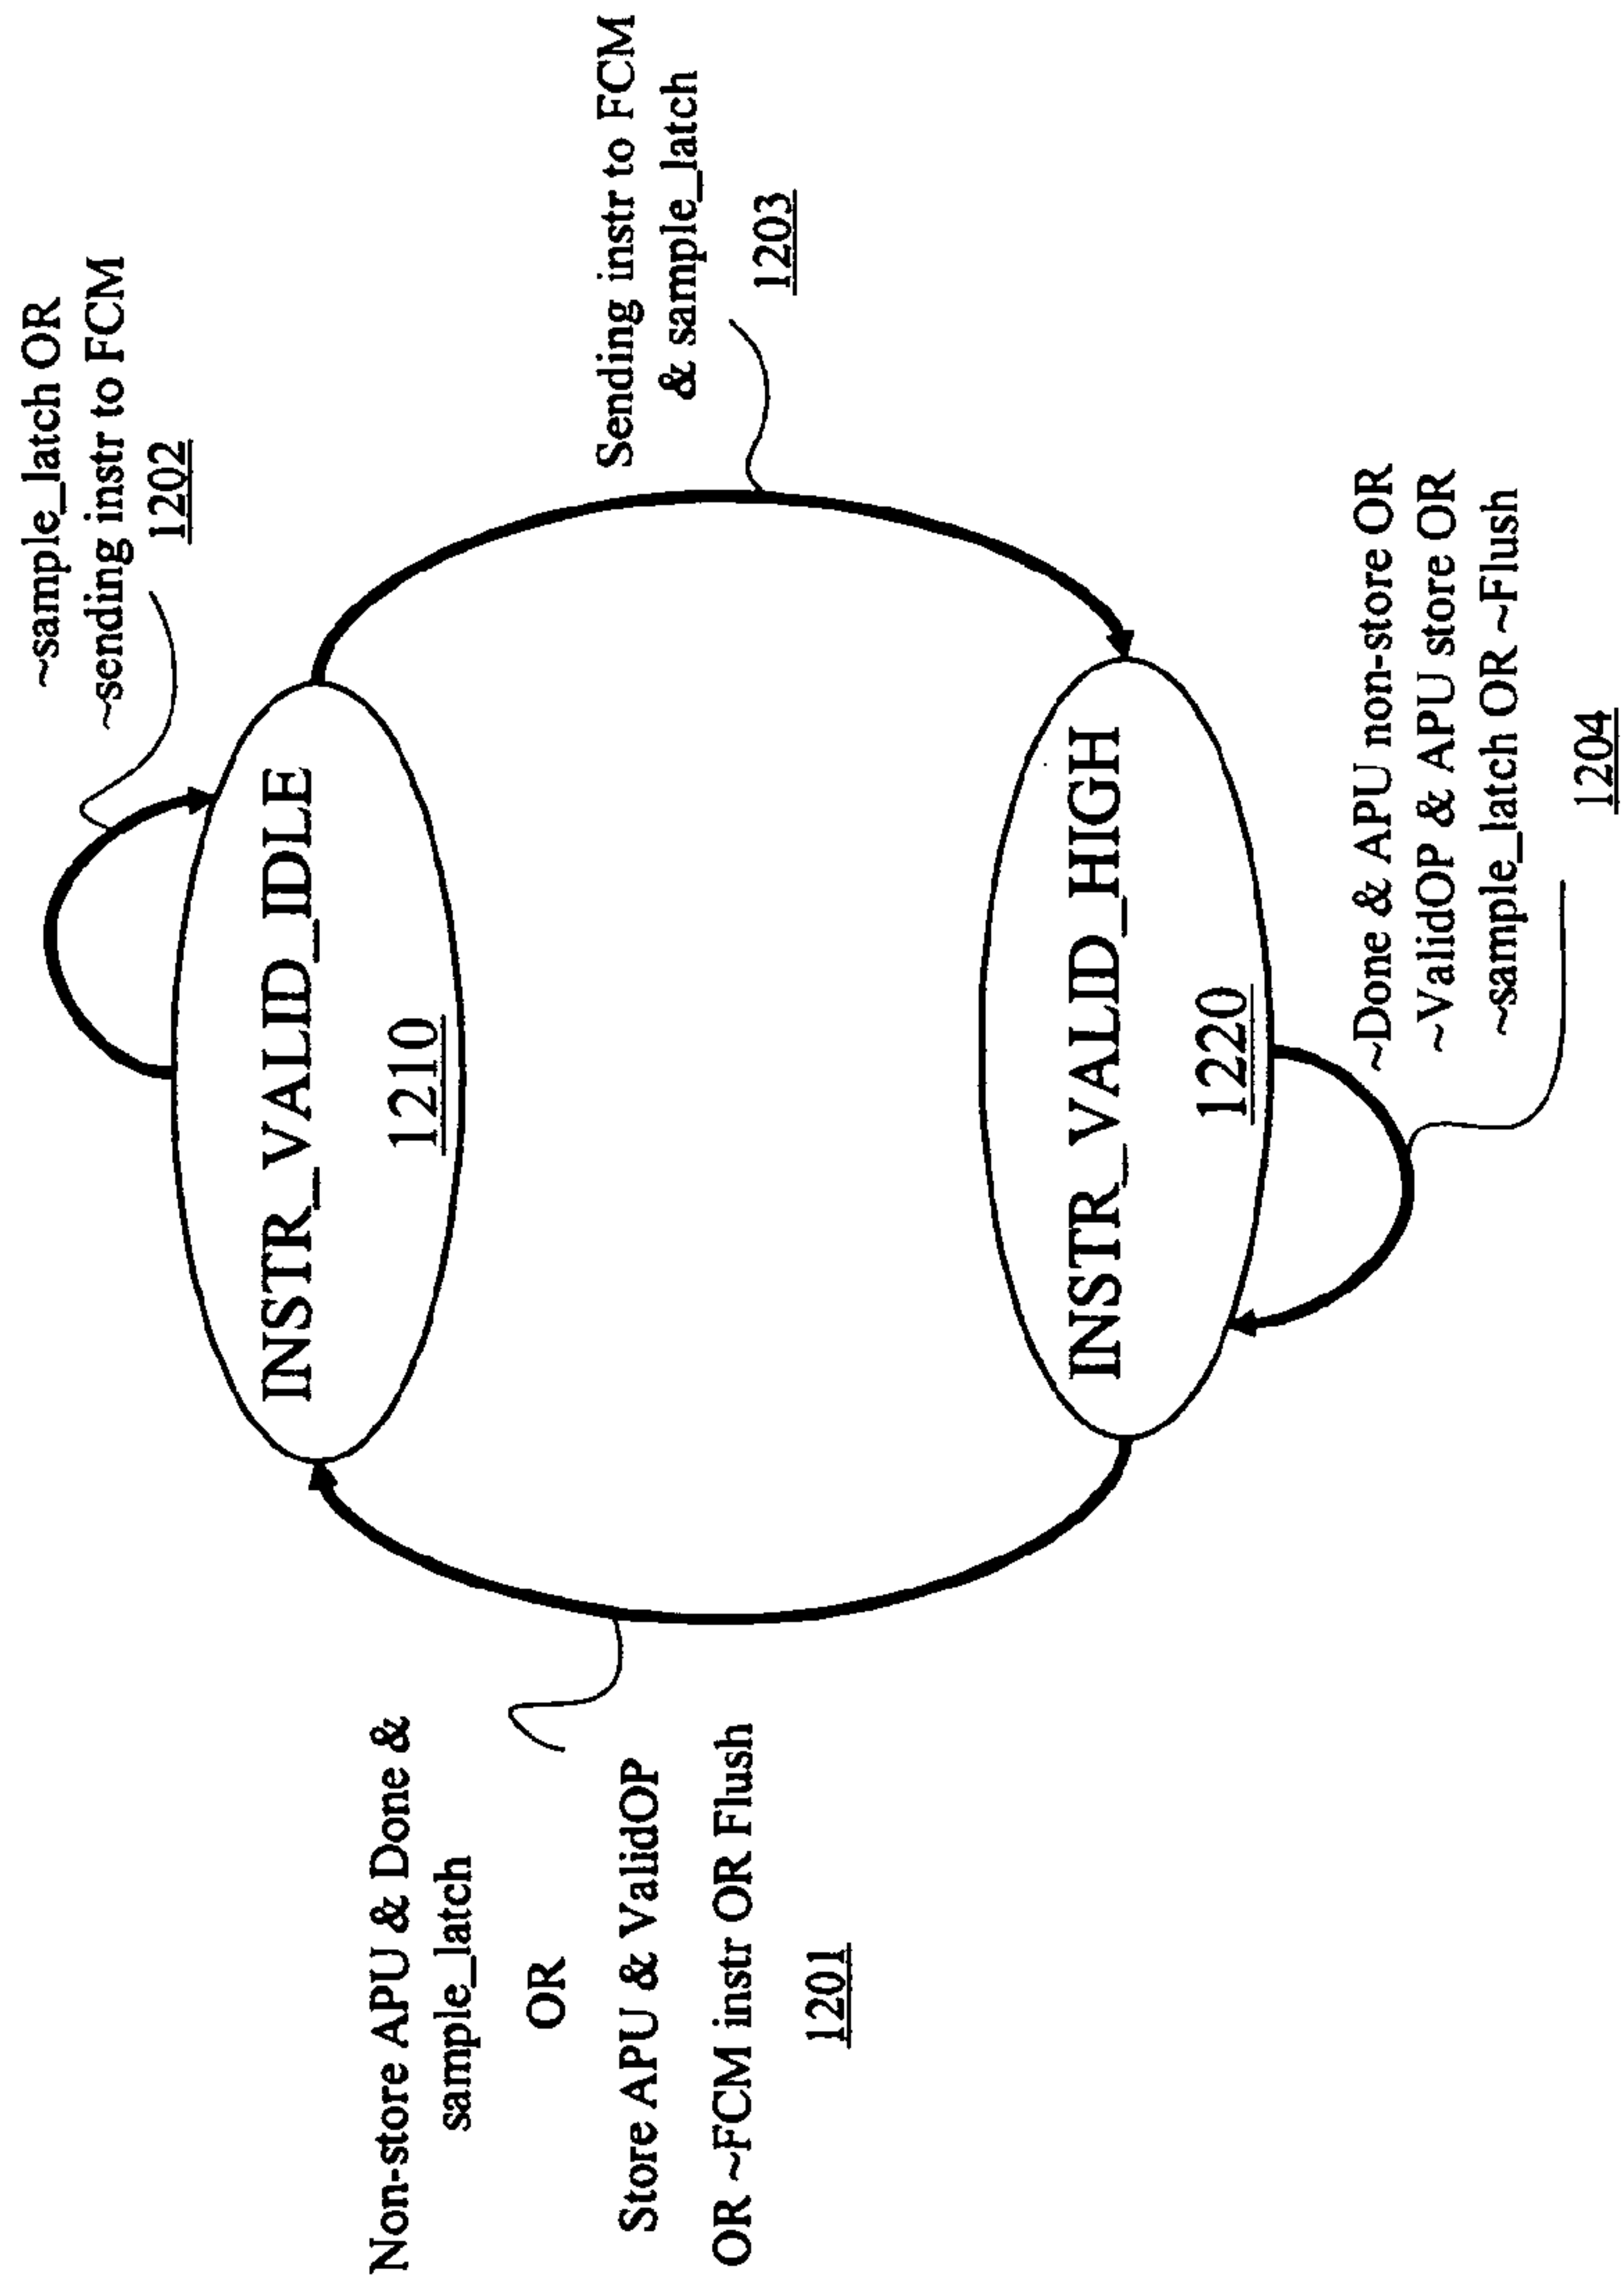 ~sample_latch OR
~sending instr to FCM
1202
INSTR_VALID_IDLE
1210
Sending instr to FCM
& sample_latch
1203
Non-store APU & Done &
sample_latch
OR
Store APU & ValidOP
OR ~FCM instr OR Flush
1201
INSTR_VALID_HIGH
1220
~Done & APU non-store OR
~ValidOP & APU store OR
~sample_latch OR ~Flush
1204